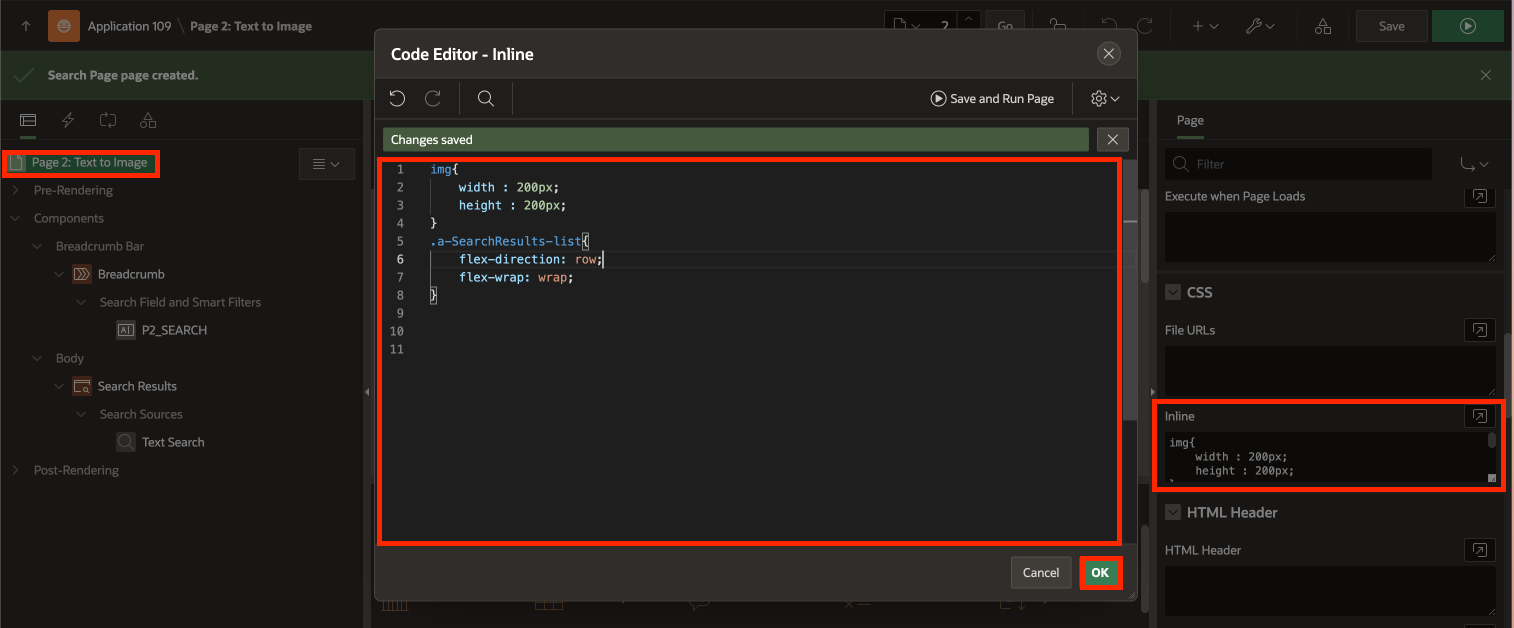 Application 109 \ Page 2: Text to Image
2
Go
Save
Search Page page created.
Page 2: Text to Image
Pre-Rendering
Components
Breadcrumb Bar
Breadcrumb
Search Field and Smart Filters
P2_SEARCH
Body
Search Results
Search Sources
Text Search
Post-Rendering
Code Editor - Inline
Save and Run Page
Changes saved
1 img{
2 width : 200px;
3 height : 200px;
4 }
5 .a-SearchResults-list{
6 flex-direction: row;
7 flex-wrap: wrap;
8 }
9
10
11
Cancel
OK
Page
Filter
Execute when Page Loads
CSS
File URLs
Inline
img{
width : 200px;
height : 200px;
HTML Header
HTML Header